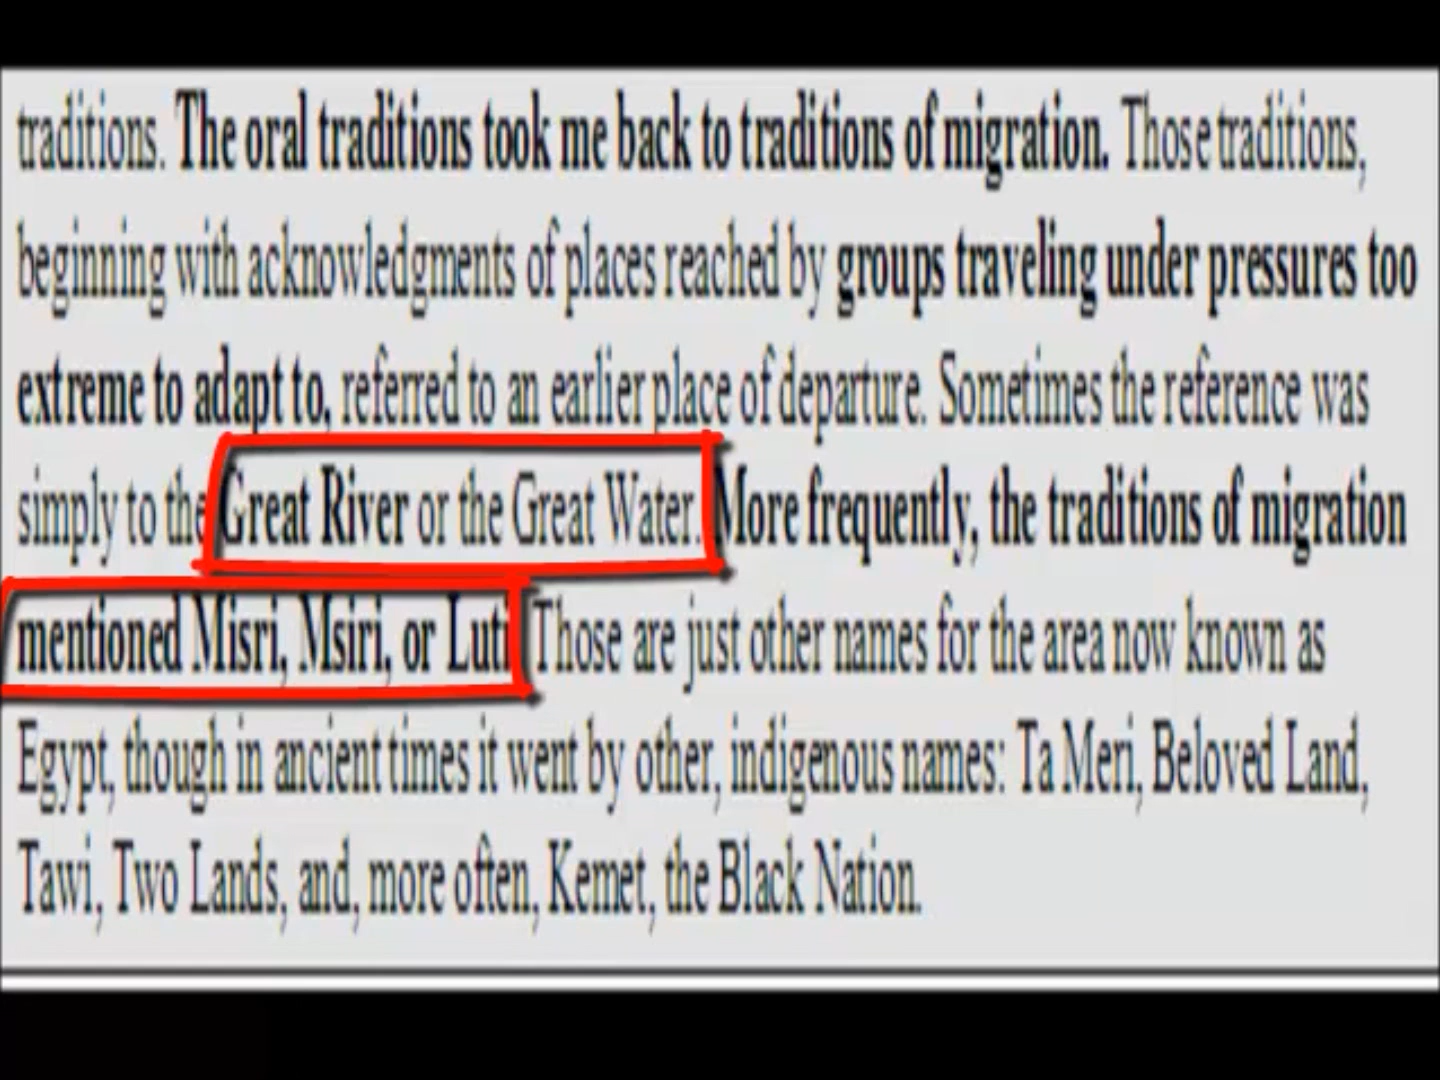 traditions. The oral traditions took me back to traditions of migration. Those traditions,
beginning with acknowledgments of places reached by groups traveling under pressures too
extreme to adapt to, referred to an earlier place of departure. Sometimes the reference was
simply to the Great River or the Great Water. More frequently, the traditions of migration
mentioned Misri, Msiri, or Luti Those are just other names for the area now known as
Egypt, though in ancient times it went by other, indigenous names: Ta Meri, Beloved Land,
Tawi, Two Lands, and, more often, Kemet, the Black Nation.